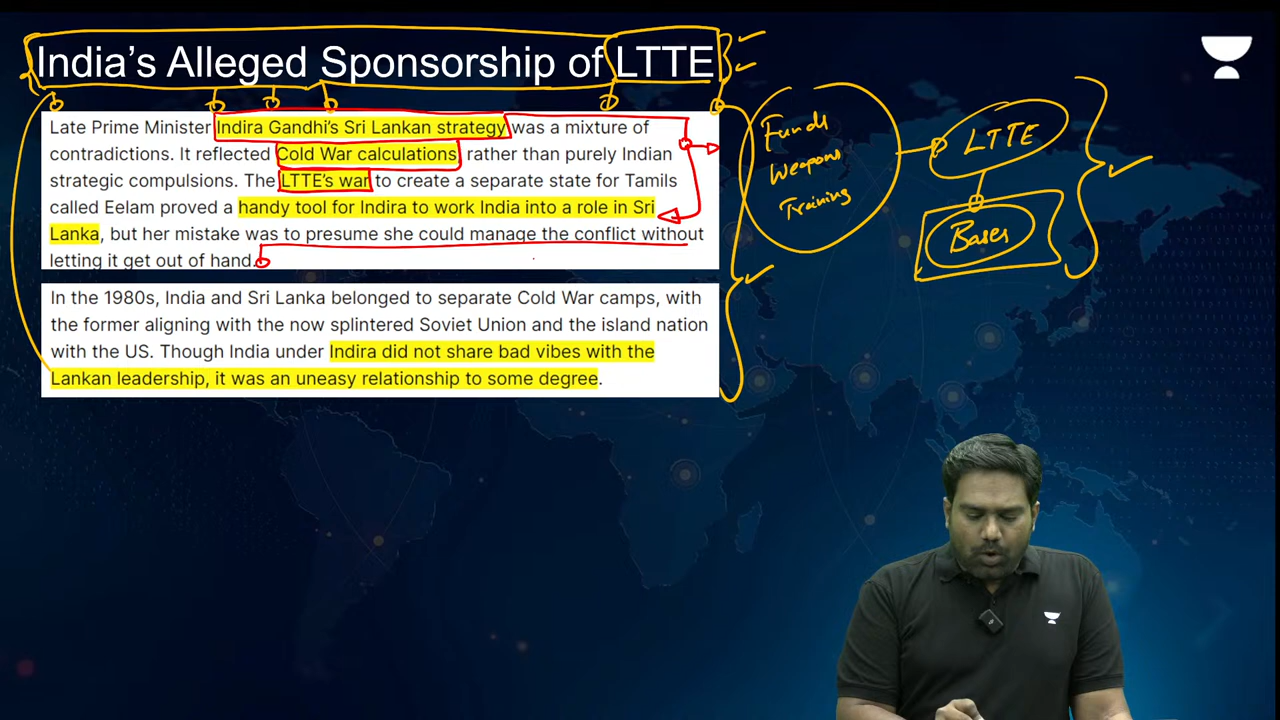 India's Alleged Sponsorship of LTTE
Late Prime Minister Indira Gandhi's Sri Lankan strategy was a mixture of
contradictions. It reflected Cold War calculations, rather than purely Indian
strategic compulsions. The LTTE's war to create a separate state for Tamils
called Eelam proved a handy tool for Indira to work India into a role in Sri
Lanka, but her mistake was to presume she could manage the conflict without
letting it get out of hand.
In the 1980s, India and Sri Lanka belonged to separate Cold War camps, with
the former aligning with the now splintered Soviet Union and the island nation
with the US. Though India under Indira did not share bad vibes with the
Lankan leadership, it was an uneasy relationship to some degree.
Funds
Weapons
Training
LTTE
Bases